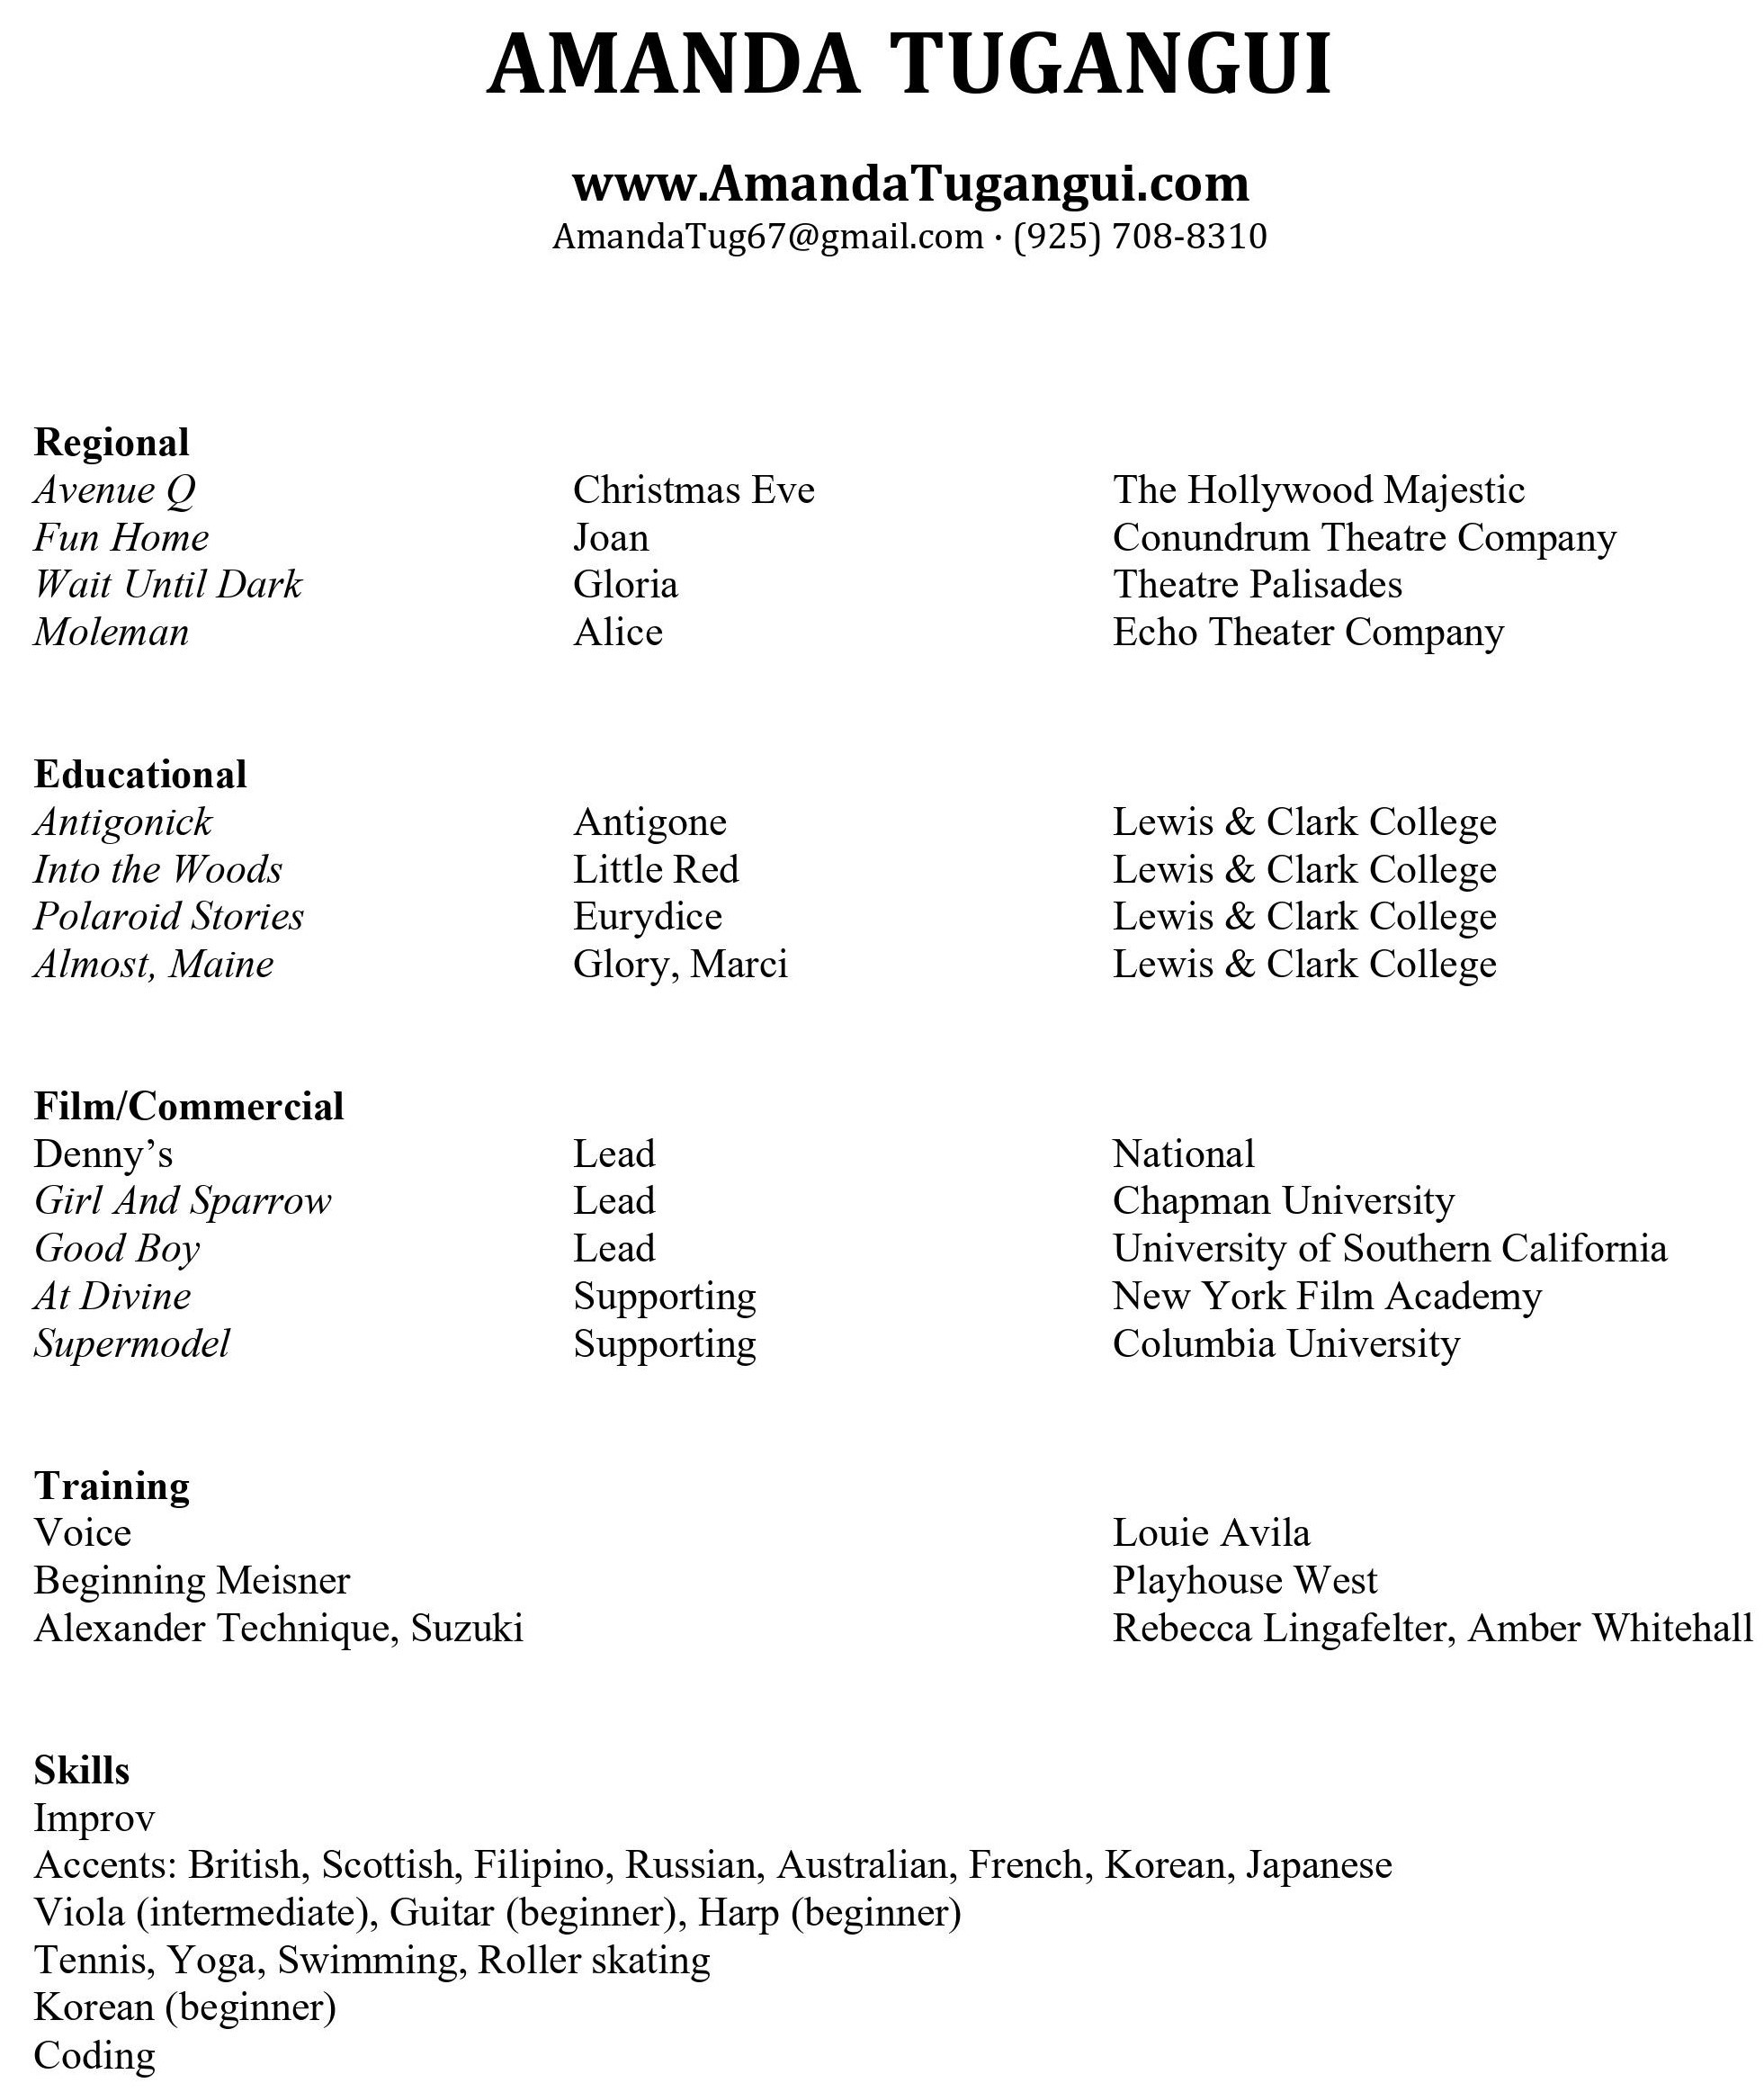 AMANDA TUGANGUI
www.AmandaTugangui.com
AmandaTug67@gmail.com · (925) 708-8310
Regional
Avenue Q Christmas Eve The Hollywood Majestic
Fun Home Joan Conundrum Theatre Company
Wait Until Dark Gloria Theatre Palisades
Moleman Alice Echo Theater Company
Educational
Antigonick Antigone Lewis & Clark College
Into the Woods Little Red Lewis & Clark College
Polaroid Stories Eurydice Lewis & Clark College
Almost, Maine Glory, Marci Lewis & Clark College
Film/Commercial
Denny’s Lead National
Girl And Sparrow Lead Chapman University
Good Boy Lead University of Southern California
At Divine Supporting New York Film Academy
Supermodel Supporting Columbia University
Training
Voice Louie Avila
Beginning Meisner Playhouse West
Alexander Technique, Suzuki Rebecca Lingafelter, Amber Whitehall
Skills
Improv
Accents: British, Scottish, Filipino, Russian, Australian, French, Korean, Japanese
Viola (intermediate), Guitar (beginner), Harp (beginner)
Tennis, Yoga, Swimming, Roller skating
Korean (beginner)
Coding